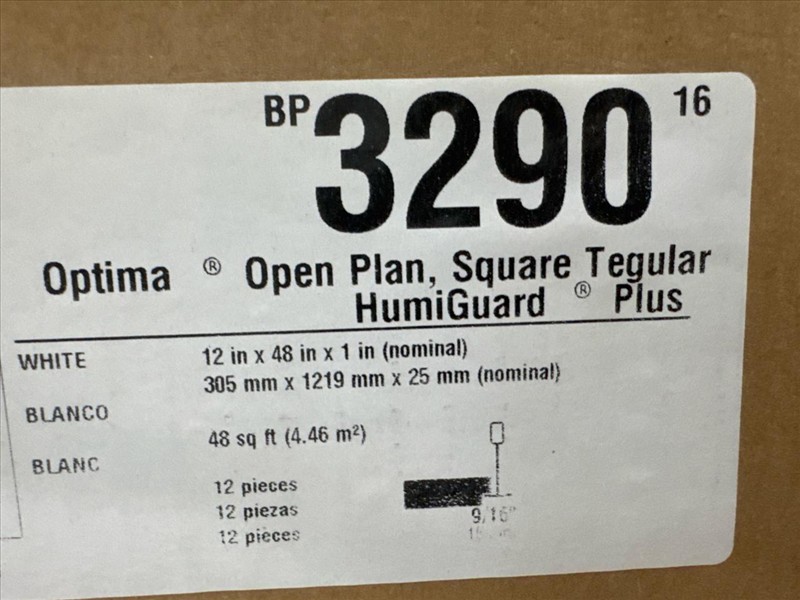 BP 3290 16
Optima ® Open Plan, Square Tegular
HumiGuard ® Plus
WHITE
12 in x 48 in x 1 in (nominal)
305 mm x 1219 mm x 25 mm (nominal)
BLANCO
48 sq ft (4.46 m²)
BLANC
12 pieces
12 piezas
12 pièces
9/16"